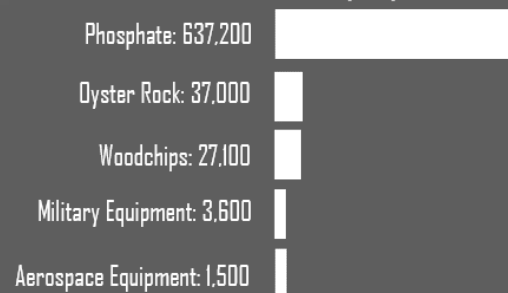 Phosphate: 637,200
Oyster Rock: 37,000
Woodchips: 27,100
Military Equipment: 3,600
Aerospace Equipment: 1,500